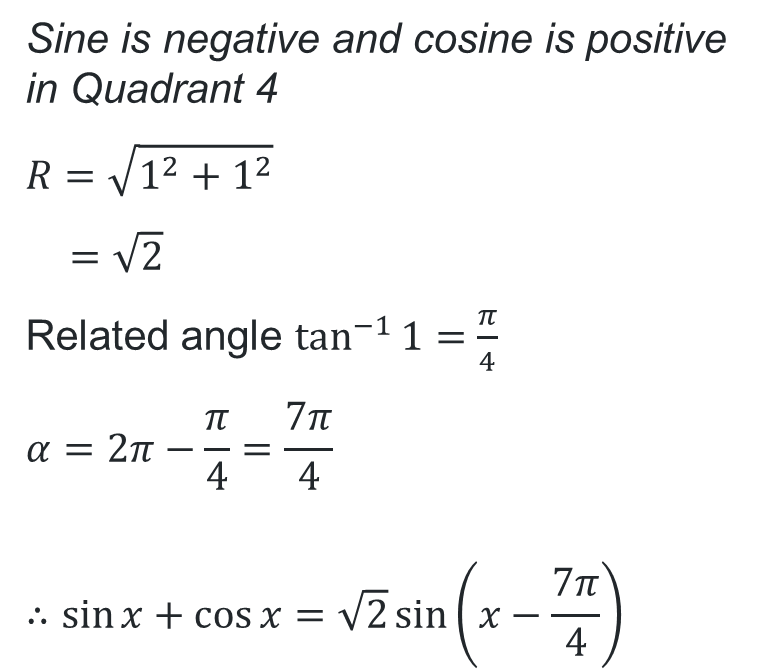 Sine is negative and cosine is positive
in Quadrant 4
R = √(1² + 1²)
= √2
Related angle tan⁻¹ 1 = π/4
α = 2π − π/4 = 7π/4
∴ sin x + cos x = √2 sin(x − 7π/4)